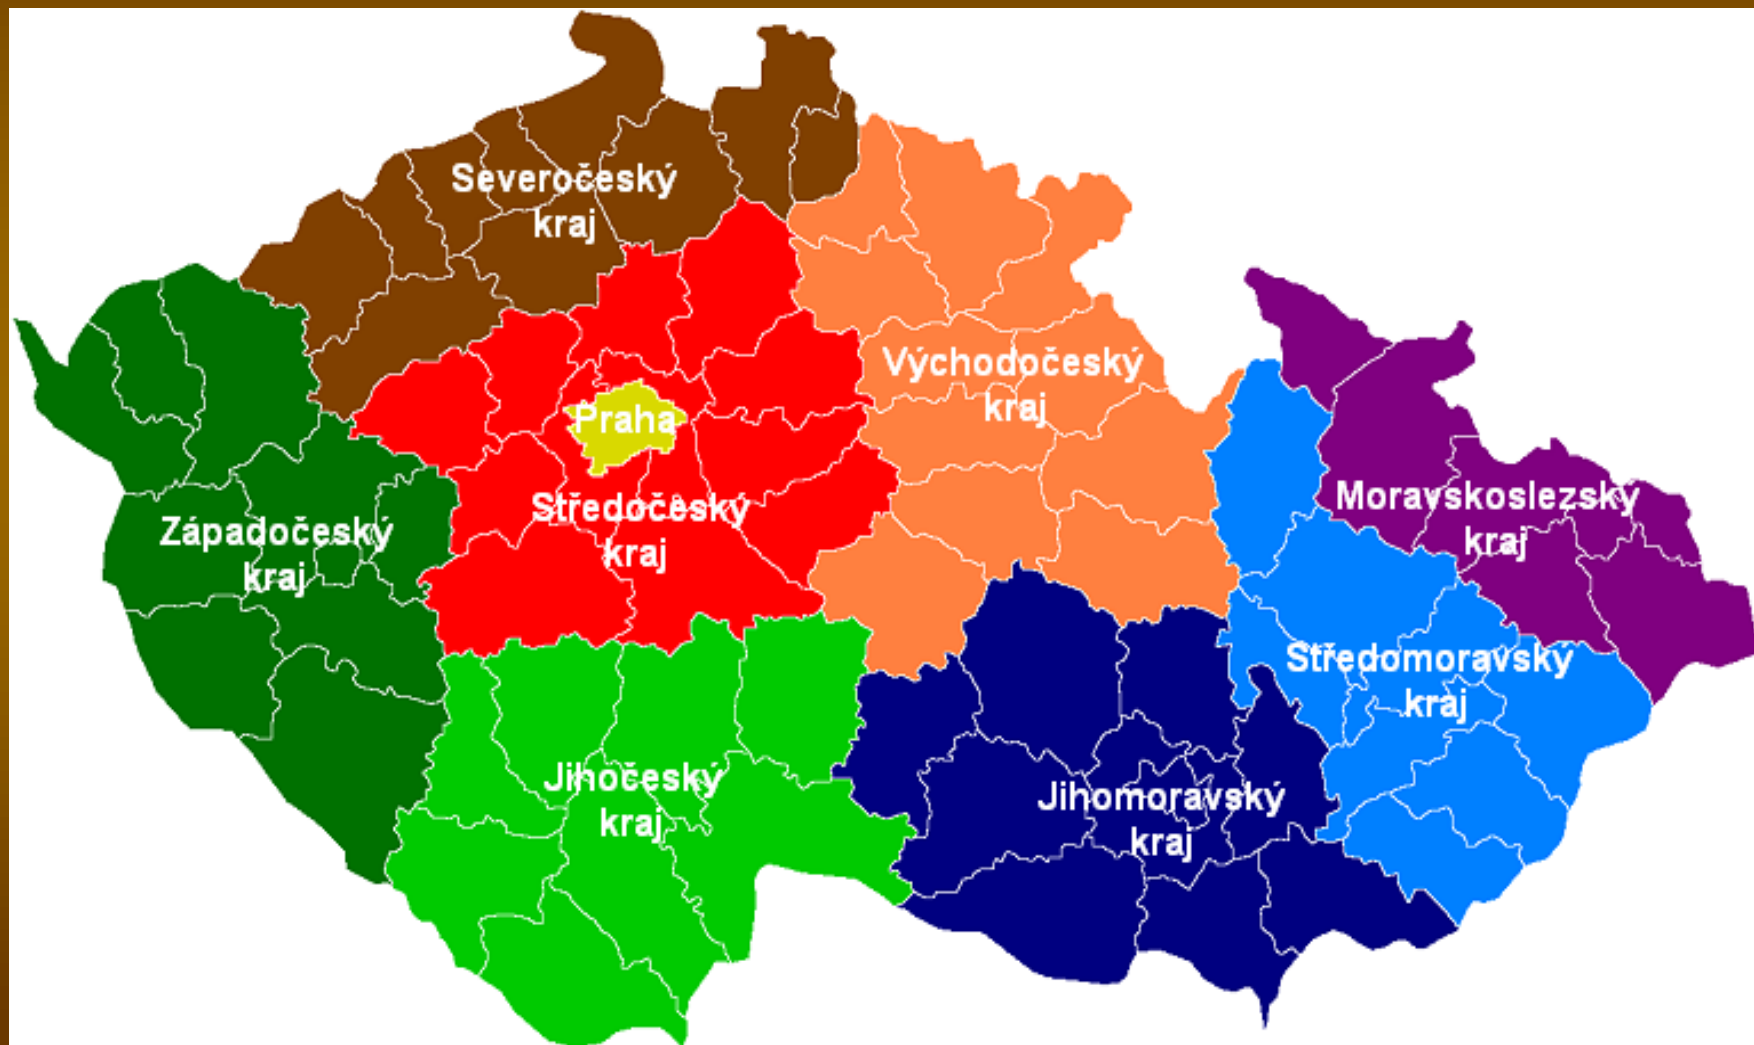 Severočeský
kraj
Východočeský
kraj
Praha
Středočeský
kraj
Západočeský
kraj
Moravskoslezský
kraj
Středomoravský
kraj
Jihočeský
kraj
Jihomoravský
kraj